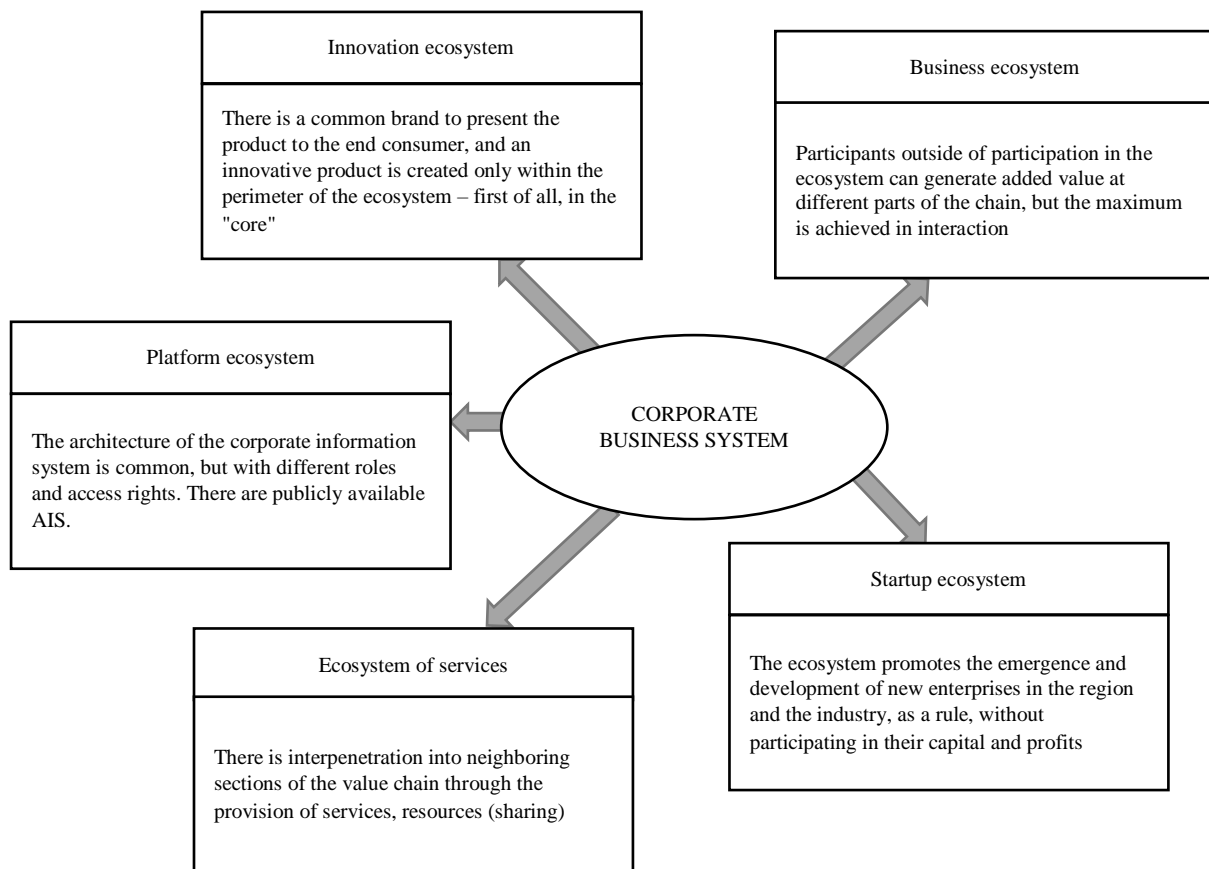 Innovation ecosystem
There is a common brand to present the
product to the end consumer, and an
innovative product is created only within the
perimeter of the ecosystem – first of all, in the
"core"
Business ecosystem
Participants outside of participation in the
ecosystem can generate added value at
different parts of the chain, but the maximum
is achieved in interaction
Platform ecosystem
The architecture of the corporate information
system is common, but with different roles
and access rights. There are publicly available
AIS.
CORPORATE
BUSINESS SYSTEM
Startup ecosystem
The ecosystem promotes the emergence and
development of new enterprises in the region
and the industry, as a rule, without
participating in their capital and profits
Ecosystem of services
There is interpenetration into neighboring
sections of the value chain through the
provision of services, resources (sharing)